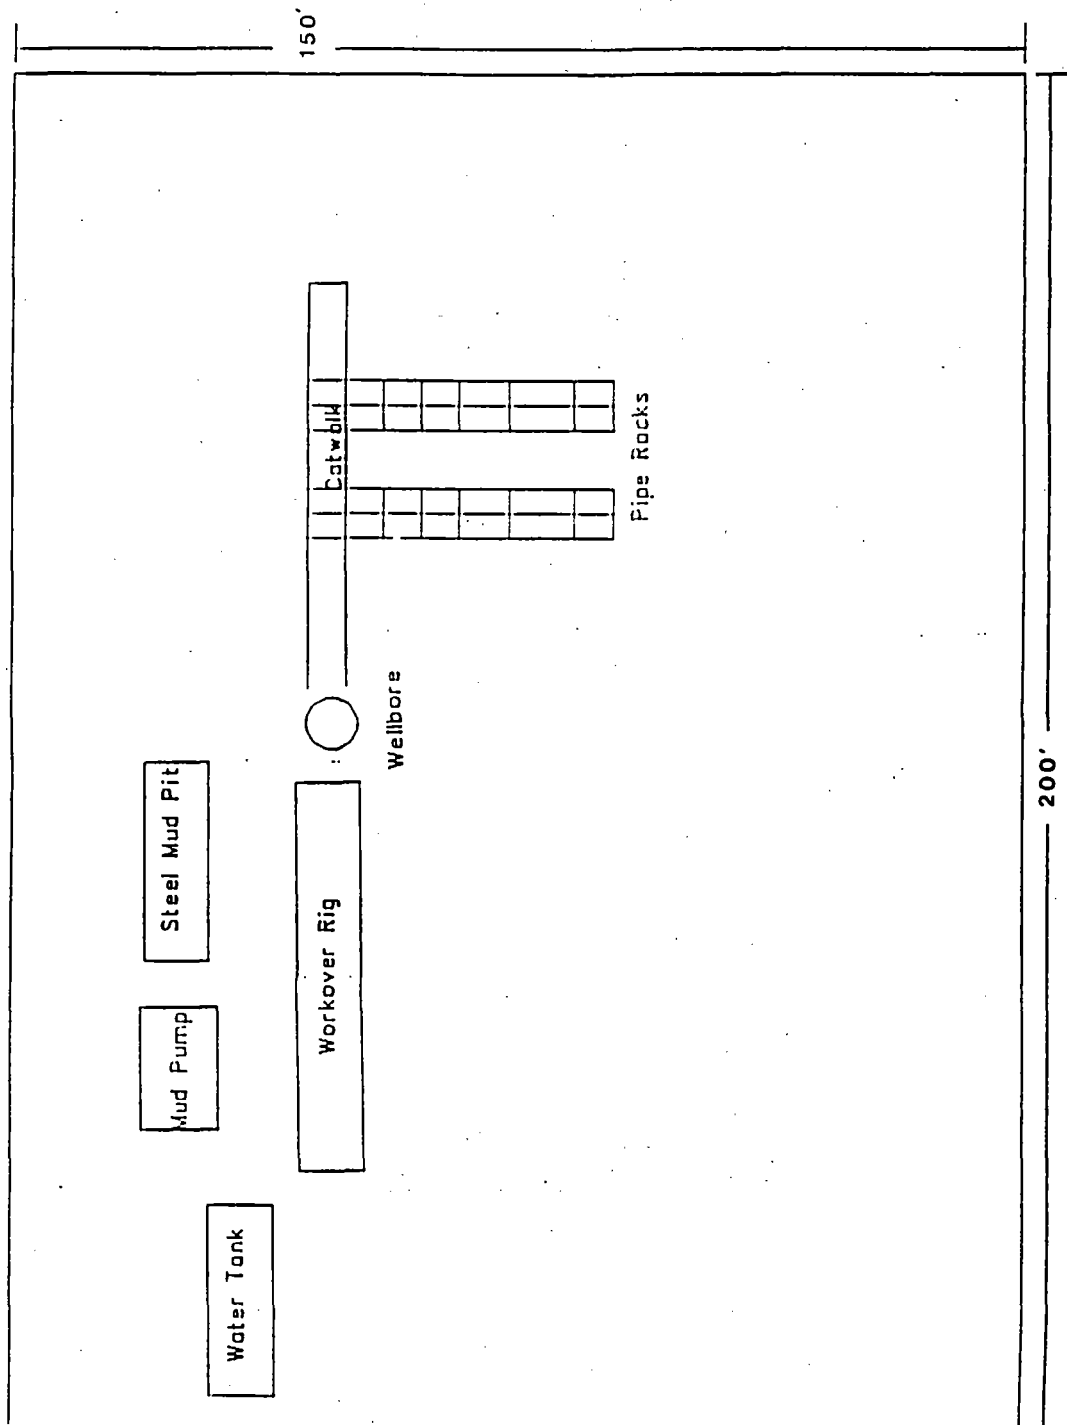 150'
Catwalk
Pipe Racks
Wellbore
Steel Mud Pit
Workover Rig
Mud Pump
Water Tank
200'